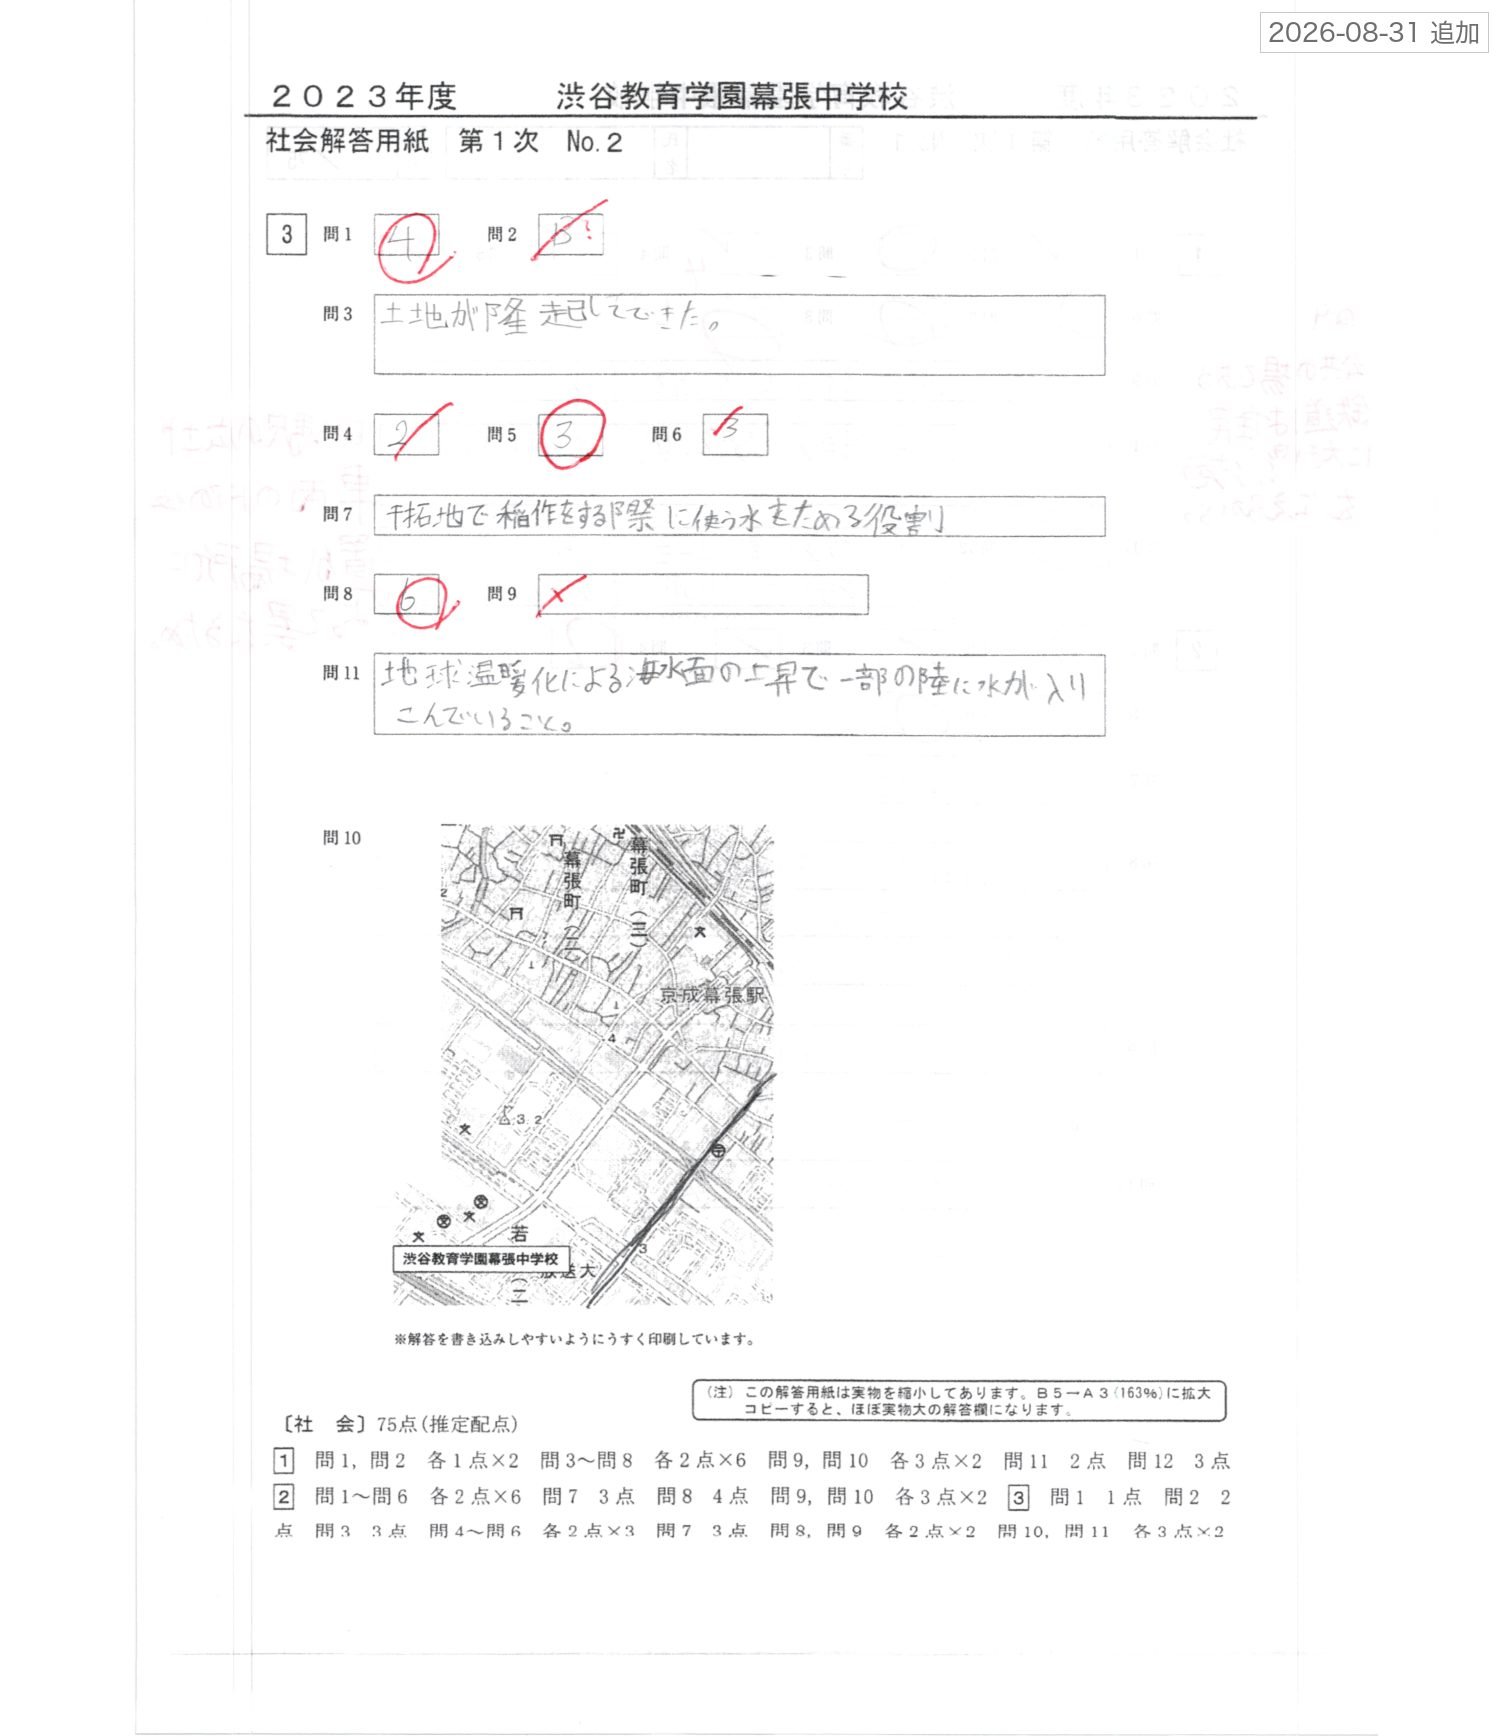 2026-08-31 追加
2023年度 渋谷教育学園幕張中学校
社会解答用紙 第1次 No.2
3 問1 4 問2 B
問3 土地が隆起してできた。
問4 2 問5 3 問6 3
問7 干拓地で稲作をする際に使う水をためる役割
問8 6 問9 ×
問11 地球温暖化による海水面の上昇で一部の陸に水が入り
こんでいること。
問10
幕張町(二)
幕張町(三)
京成幕張駅
4
3.2
若
3
渋谷教育学園幕張中学校
放送大
(二
※解答を書き込みしやすいようにうすく印刷しています。
(注) この解答用紙は実物を縮小してあります。B5→A3(163%)に拡大
コピーすると、ほぼ実物大の解答欄になります。
〔社 会〕75点(推定配点)
1 問1, 問2 各1点×2 問3~問8 各2点×6 問9, 問10 各3点×2 問11 2点 問12 3点
2 問1~問6 各2点×6 問7 3点 問8 4点 問9, 問10 各3点×2 3 問1 1点 問2 2
点 問3 3点 問4~問6 各2点×3 問7 3点 問8, 問9 各2点×2 問10, 問11 各3点×2